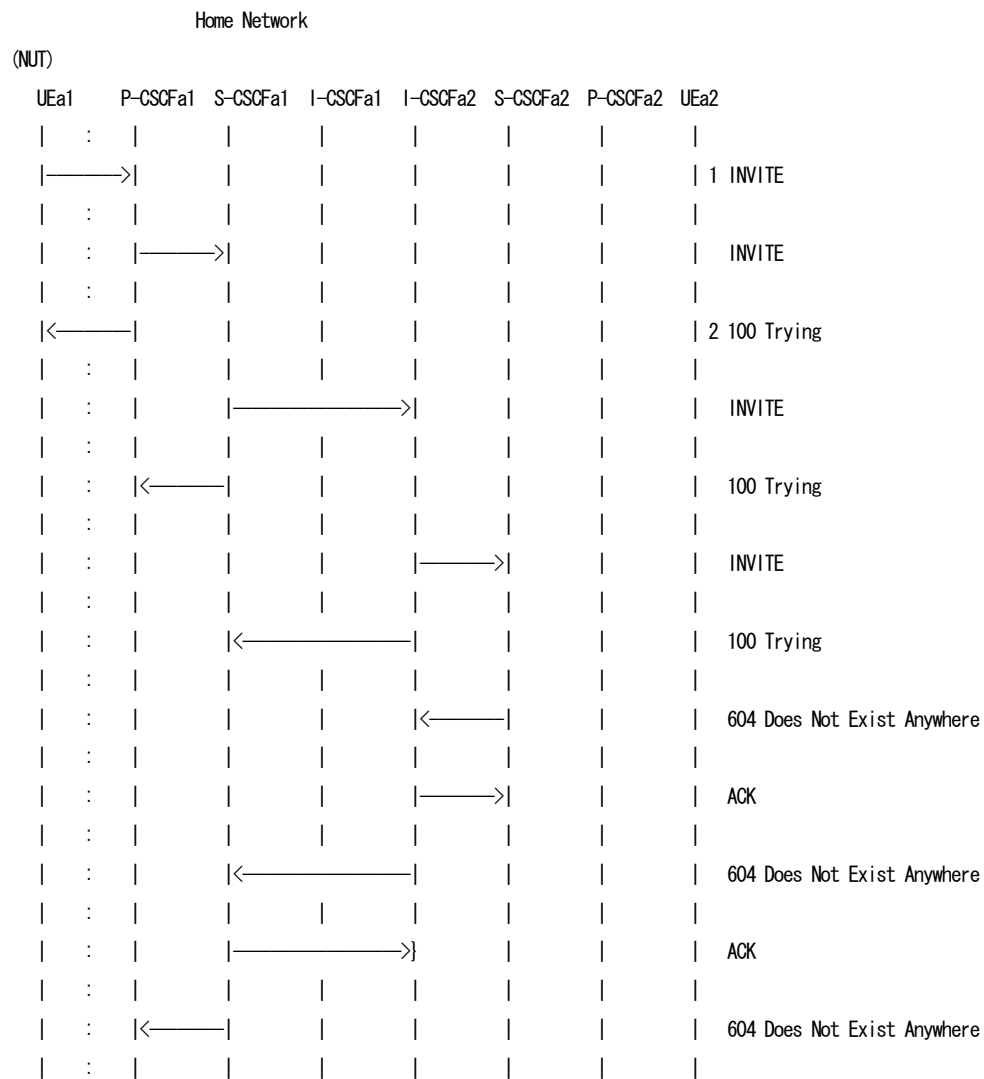 Home Network
(NUT)
UEa1 P-CSCFa1 S-CSCFa1 I-CSCFa1 I-CSCFa2 S-CSCFa2 P-CSCFa2 UEa2
1 INVITE
INVITE
2 100 Trying
INVITE
100 Trying
INVITE
100 Trying
604 Does Not Exist Anywhere
ACK
604 Does Not Exist Anywhere
ACK
604 Does Not Exist Anywhere